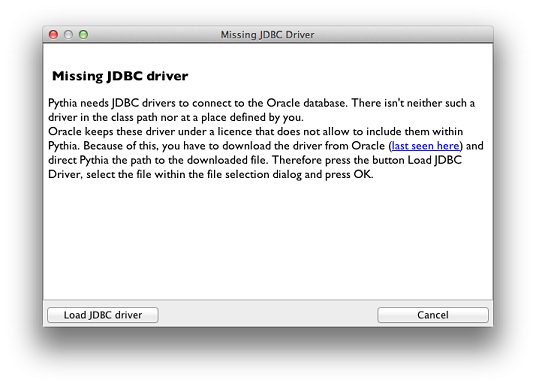 Missing JDBC Driver
Missing JDBC driver
Pythia needs JDBC drivers to connect to the Oracle database. There isn't neither such a
driver in the class path nor at a place defined by you.
Oracle keeps these driver under a licence that does not allow to include them within
Pythia. Because of this, you have to download the driver from Oracle (last seen here) and
direct Pythia the path to the downloaded file. Therefore press the button Load JDBC
Driver, select the file within the file selection dialog and press OK.
Load JDBC driver
Cancel